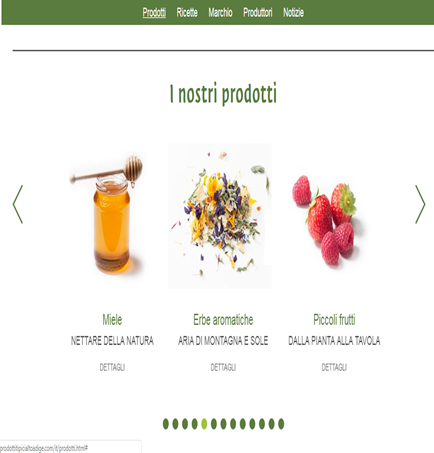 Prodotti Ricette Marchio Produttori Notizie
I nostri prodotti
Miele Erbe aromatiche Piccoli frutti
NETTARE DELLA NATURA ARIA DI MONTAGNA E SOLE DALLA PIANTA ALLA TAVOLA
DETTAGLI DETTAGLI DETTAGLI
prodottitipicialtoadige.com/it/prodotti.html#